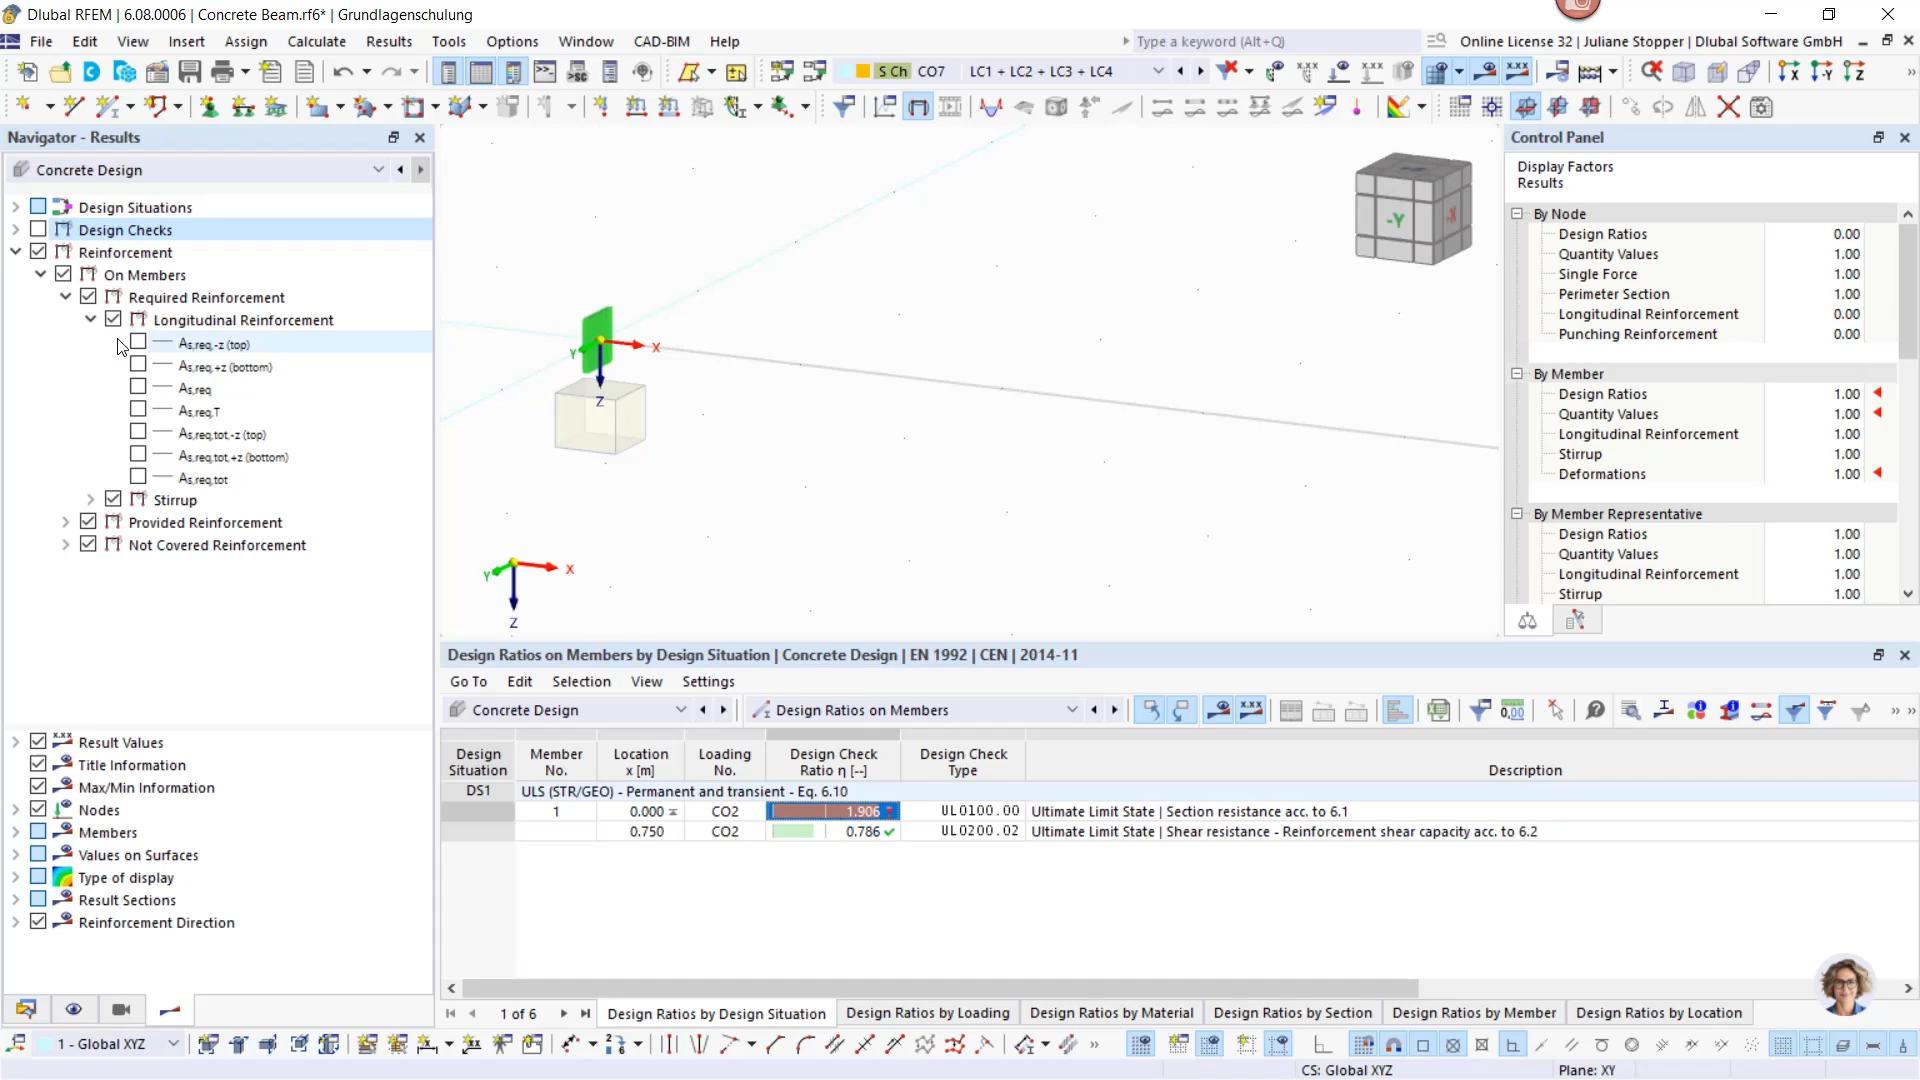 Dlubal RFEM | 6.08.0006 | Concrete Beam.rf6* | Grundlagenschulung
File Edit View Insert Assign Calculate Results Tools Options Window CAD-BIM Help
Type a keyword (Alt+Q)
Online License 32 | Juliane Stopper | Dlubal Software GmbH
S Ch CO7 LC1 + LC2 + LC3 + LC4
Navigator - Results
Concrete Design
Design Situations
Design Checks
Reinforcement
On Members
Required Reinforcement
Longitudinal Reinforcement
As,req,-z (top)
As,req,+z (bottom)
As,req
As,req,T
As,req,tot,-z (top)
As,req,tot,+z (bottom)
As,req,tot
Stirrup
Provided Reinforcement
Not Covered Reinforcement
Result Values
Title Information
Max/Min Information
Nodes
Members
Values on Surfaces
Type of display
Result Sections
Reinforcement Direction
Y X
Z
Y X
Z
-Y -X
Control Panel
Display Factors
Results
By Node
Design Ratios 0.00
Quantity Values 1.00
Single Force 1.00
Perimeter Section 1.00
Longitudinal Reinforcement 0.00
Punching Reinforcement 0.00
By Member
Design Ratios 1.00
Quantity Values 1.00
Longitudinal Reinforcement 1.00
Stirrup 1.00
Deformations 1.00
By Member Representative
Design Ratios 1.00
Quantity Values 1.00
Longitudinal Reinforcement 1.00
Stirrup 1.00
Design Ratios on Members by Design Situation | Concrete Design | EN 1992 | CEN | 2014-11
Go To Edit Selection View Settings
Concrete Design
Design Ratios on Members
Design Situation
Member No.
Location x [m]
Loading No.
Design Check Ratio η [--]
Design Check Type
Description
DS1 ULS (STR/GEO) - Permanent and transient - Eq. 6.10
1 0.000 CO2 1.906 UL0100.00 Ultimate Limit State | Section resistance acc. to 6.1
0.750 CO2 0.786 UL0200.02 Ultimate Limit State | Shear resistance - Reinforcement shear capacity acc. to 6.2
1 of 6
Design Ratios by Design Situation
Design Ratios by Loading
Design Ratios by Material
Design Ratios by Section
Design Ratios by Member
Design Ratios by Location
1 - Global XYZ
CS: Global XYZ
Plane: XY